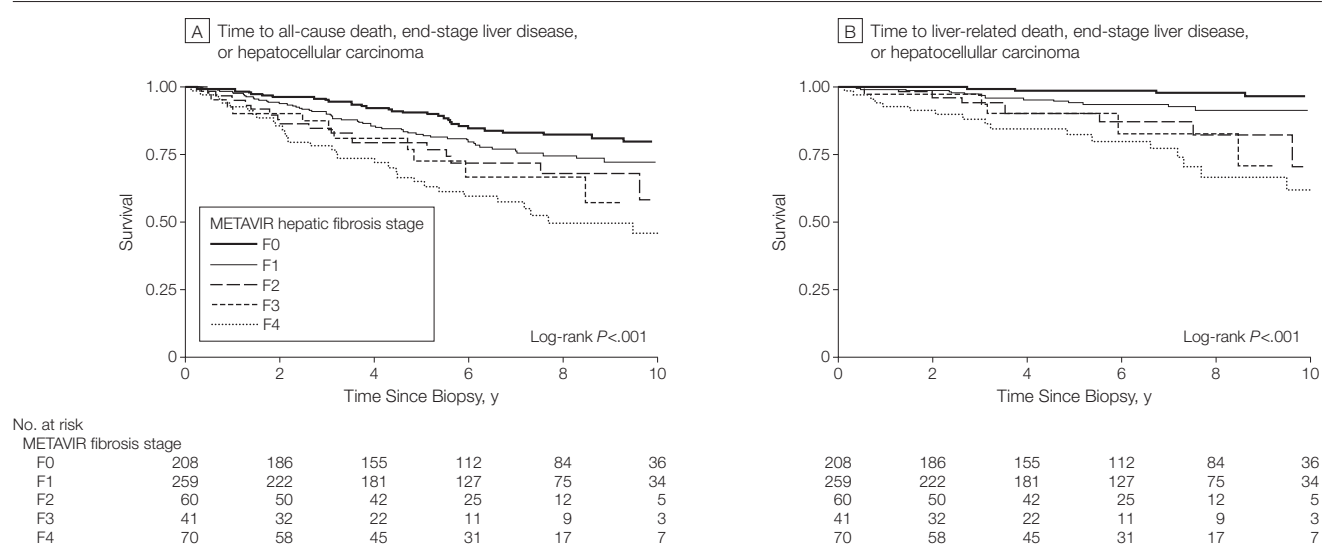 A Time to all-cause death, end-stage liver disease,
or hepatocellular carcinoma
1.00
0.75
0.50
0.25
0
Survival
METAVIR hepatic fibrosis stage
F0
F1
F2
F3
F4
Log-rank P<.001
0 2 4 6 8 10
Time Since Biopsy, y
B Time to liver-related death, end-stage liver disease,
or hepatocellullar carcinoma
1.00
0.75
0.50
0.25
0
Survival
Log-rank P<.001
0 2 4 6 8 10
Time Since Biopsy, y
No. at risk
METAVIR fibrosis stage
F0 208 186 155 112 84 36 208 186 155 112 84 36
F1 259 222 181 127 75 34 259 222 181 127 75 34
F2 60 50 42 25 12 5 60 50 42 25 12 5
F3 41 32 22 11 9 3 41 32 22 11 9 3
F4 70 58 45 31 17 7 70 58 45 31 17 7